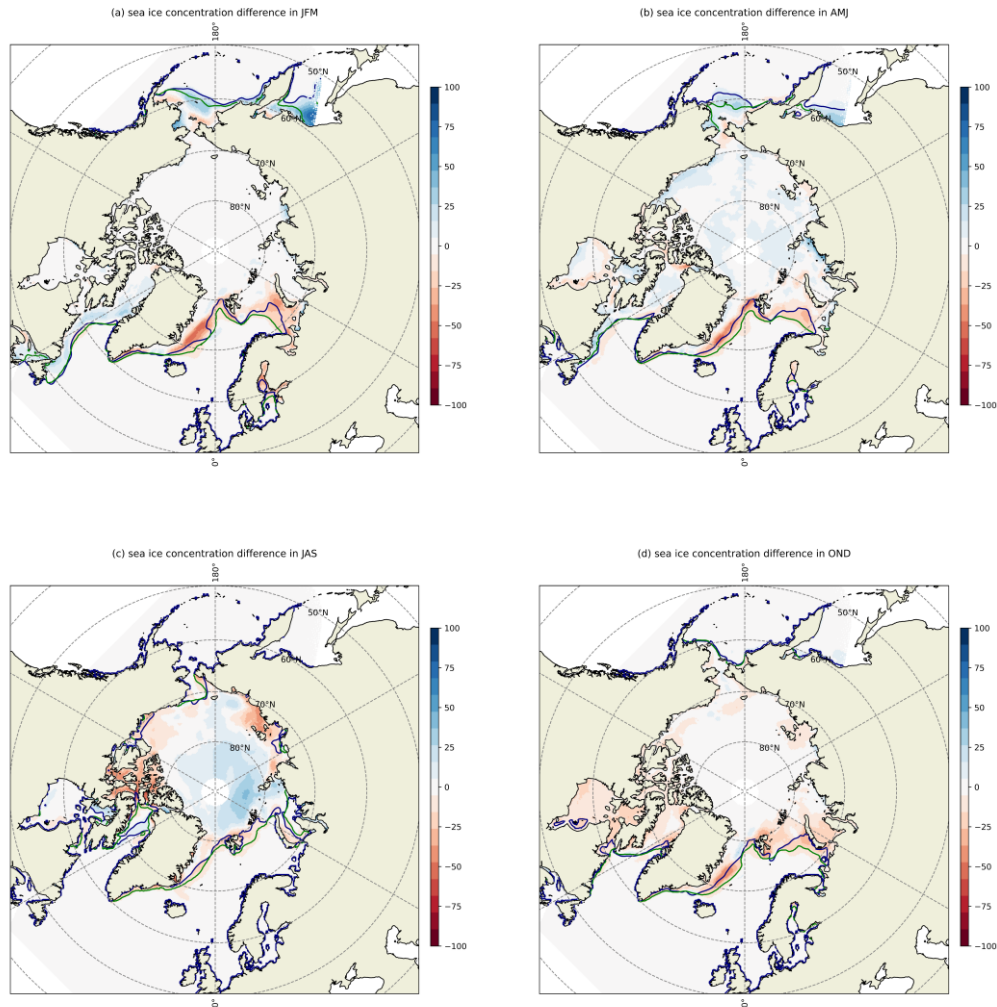 (a) sea ice concentration difference in JFM
180°
50°N
60°N
70°N
80°N
0°
100
75
50
25
0
−25
−50
−75
−100
(b) sea ice concentration difference in AMJ
180°
50°N
60°N
70°N
80°N
0°
100
75
50
25
0
−25
−50
−75
−100
(c) sea ice concentration difference in JAS
180°
50°N
60°N
70°N
80°N
0°
100
75
50
25
0
−25
−50
−75
−100
(d) sea ice concentration difference in OND
180°
50°N
60°N
70°N
80°N
0°
100
75
50
25
0
−25
−50
−75
−100